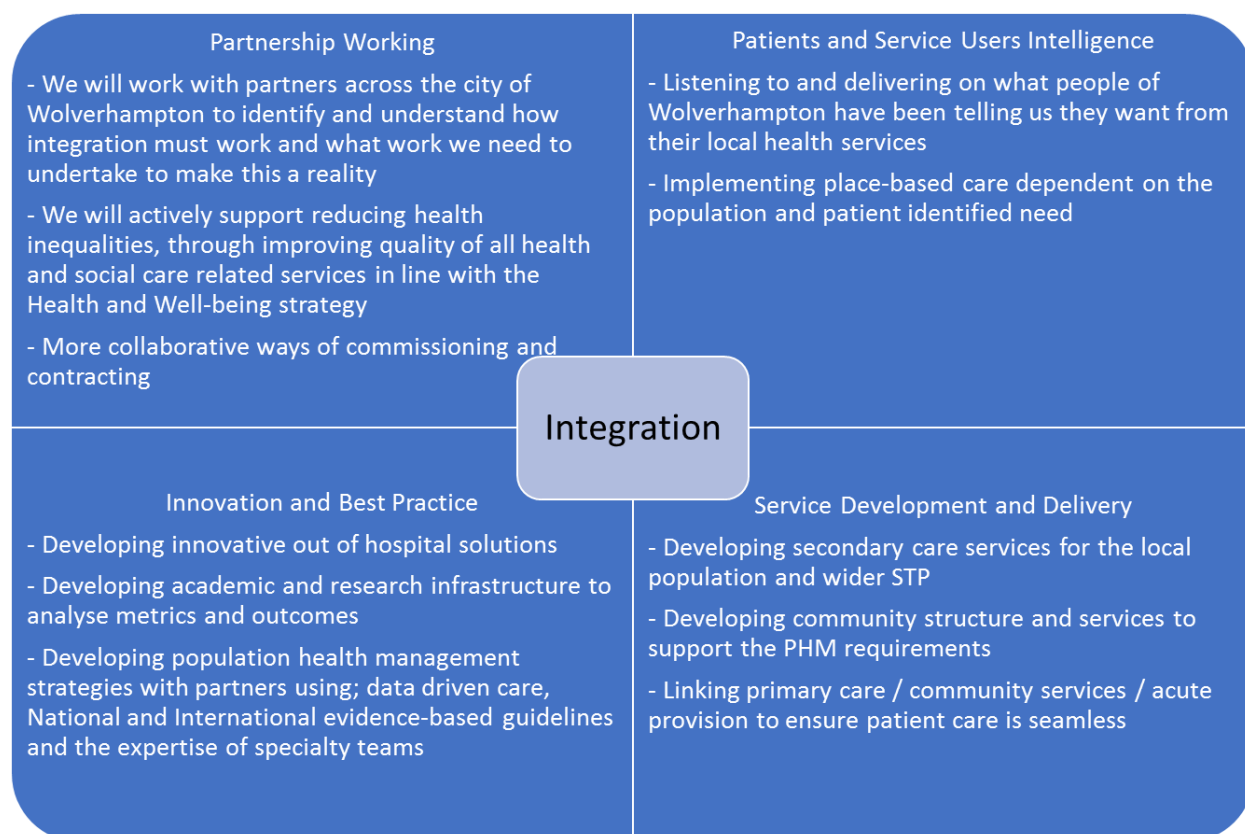 Partnership Working
- We will work with partners across the city of
Wolverhampton to identify and understand how
integration must work and what work we need to
undertake to make this a reality
- We will actively support reducing health
inequalities, through improving quality of all health
and social care related services in line with the
Health and Well-being strategy
- More collaborative ways of commissioning and
contracting
Patients and Service Users Intelligence
- Listening to and delivering on what people of
Wolverhampton have been telling us they want from
their local health services
- Implementing place-based care dependent on the
population and patient identified need
Integration
Innovation and Best Practice
- Developing innovative out of hospital solutions
- Developing academic and research infrastructure to
analyse metrics and outcomes
- Developing population health management
strategies with partners using; data driven care,
National and International evidence-based guidelines
and the expertise of specialty teams
Service Development and Delivery
- Developing secondary care services for the local
population and wider STP
- Developing community structure and services to
support the PHM requirements
- Linking primary care / community services / acute
provision to ensure patient care is seamless